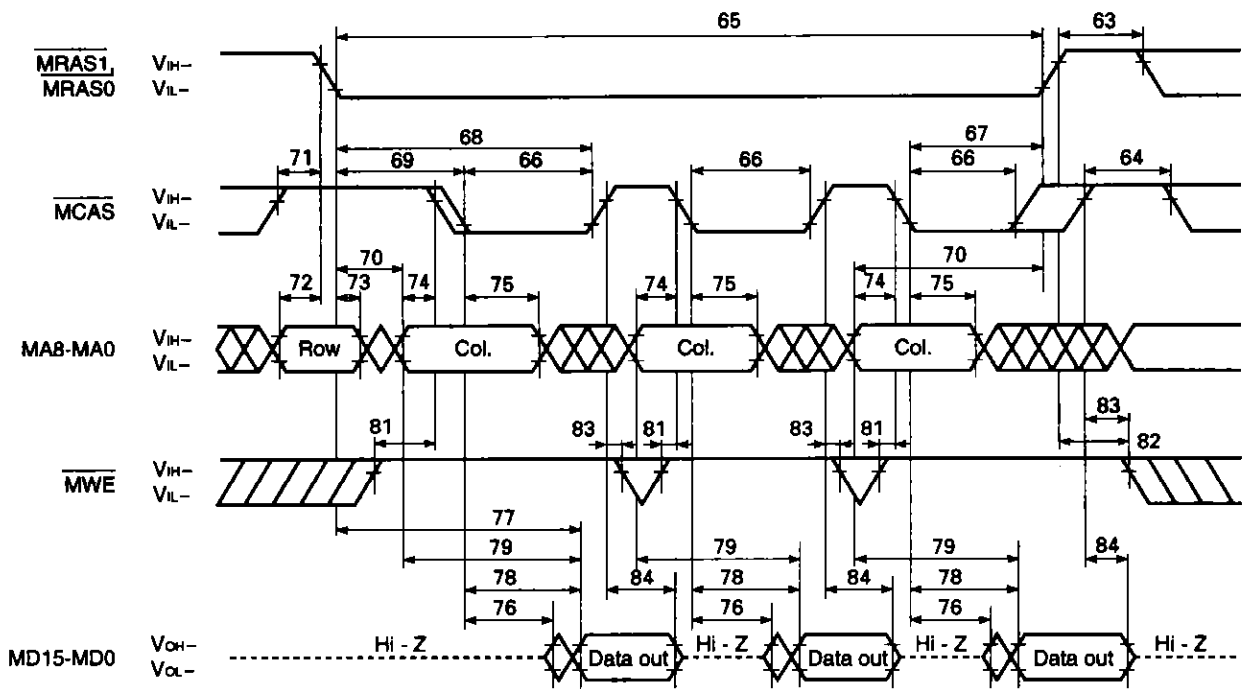 65 63
MRAS1, VIH–
MRAS0 VIL–
68 67
71 69 66 66 66 64
MCAS VIH–
VIL–
70 70
72 73 74 75 74 75 74 75
MA8-MA0 VIH–
VIL–
Row Col. Col. Col.
83
81 83 81 83 81 82
MWE VIH–
VIL–
77
79 79 79 84
78 84 78 84 78
76 76 76
MD15-MD0 VOH–
VOL–
Hi - Z Data out Hi - Z Data out Hi - Z Data out Hi - Z